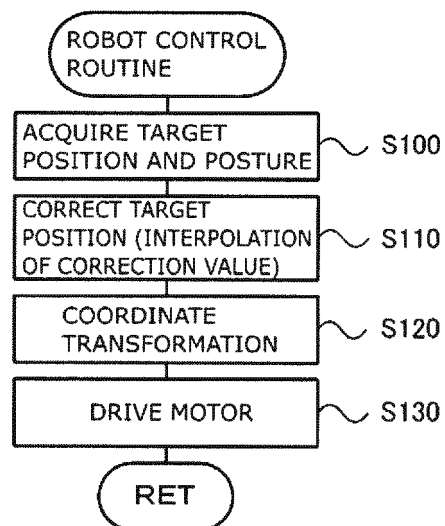 ROBOT CONTROL
ROUTINE
ACQUIRE TARGET
POSITION AND POSTURE
S100
CORRECT TARGET
POSITION (INTERPOLATION
OF CORRECTION VALUE)
S110
COORDINATE
TRANSFORMATION
S120
DRIVE MOTOR
S130
RET